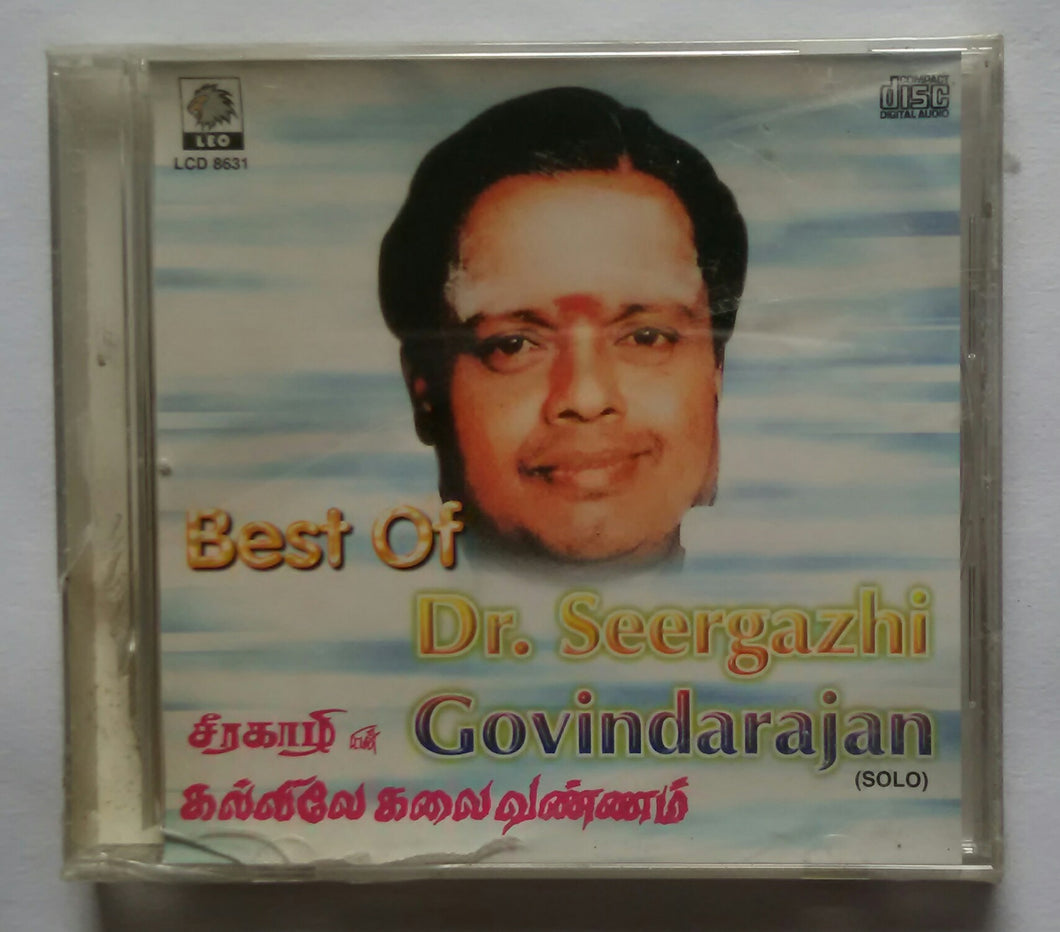 LEO
LCD 8631
COMPACT
disc
DIGITAL AUDIO
Best Of
Dr. Seergazhi
Govindarajan
(SOLO)
சீரகாழி யின்
கல்லிலே கலை வண்ணம்